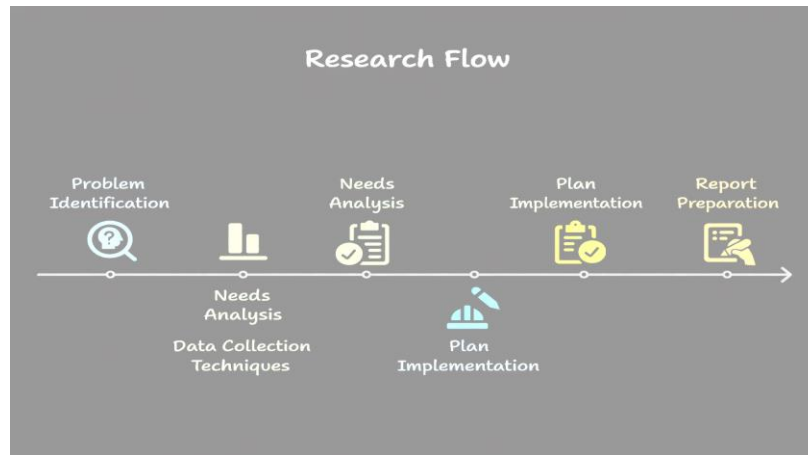 Research Flow
Problem
Identification
Needs
Analysis
Data Collection
Techniques
Needs
Analysis
Plan
Implementation
Plan
Implementation
Report
Preparation